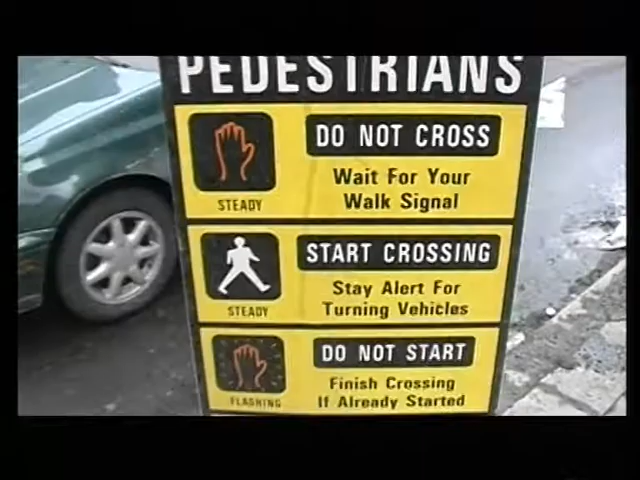 PEDESTRIANS
DO NOT CROSS
Wait For Your
Walk Signal
STEADY
START CROSSING
Stay Alert For
Turning Vehicles
STEADY
DO NOT START
Finish Crossing
If Already Started
FLASHING